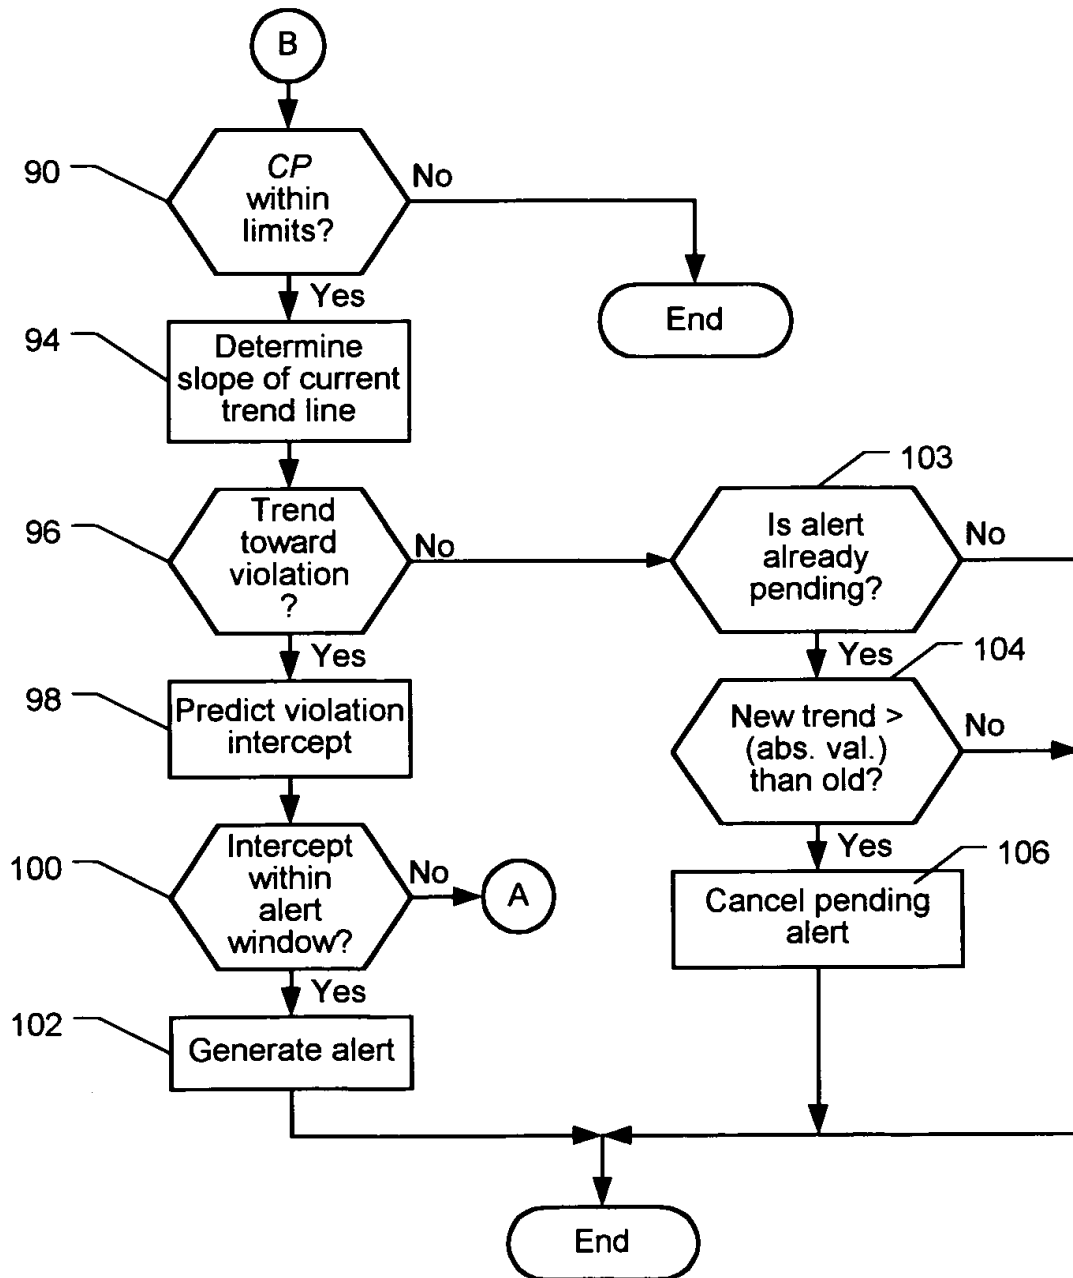 B
90
CP
within
limits?
No
End
Yes
94
Determine
slope of current
trend line
96
Trend
toward
violation
?
No
103
Is alert
already
pending?
No
Yes
Yes
104
98
Predict violation
intercept
New trend >
(abs. val.)
than old?
No
100
Intercept
within
alert
window?
No
A
Yes
106
Cancel pending
alert
Yes
102
Generate alert
End